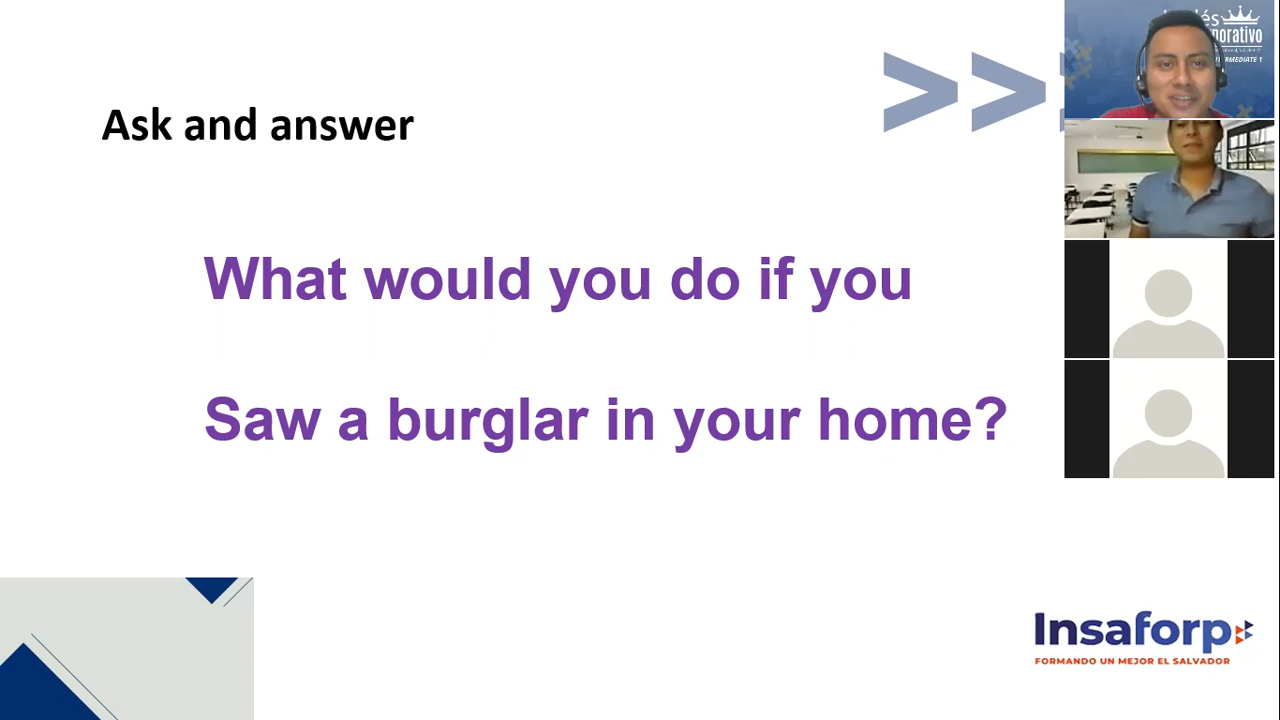 Ask and answer
>>
What would you do if you
Saw a burglar in your home?
Insaforp
FORMANDO UN MEJOR EL SALVADOR